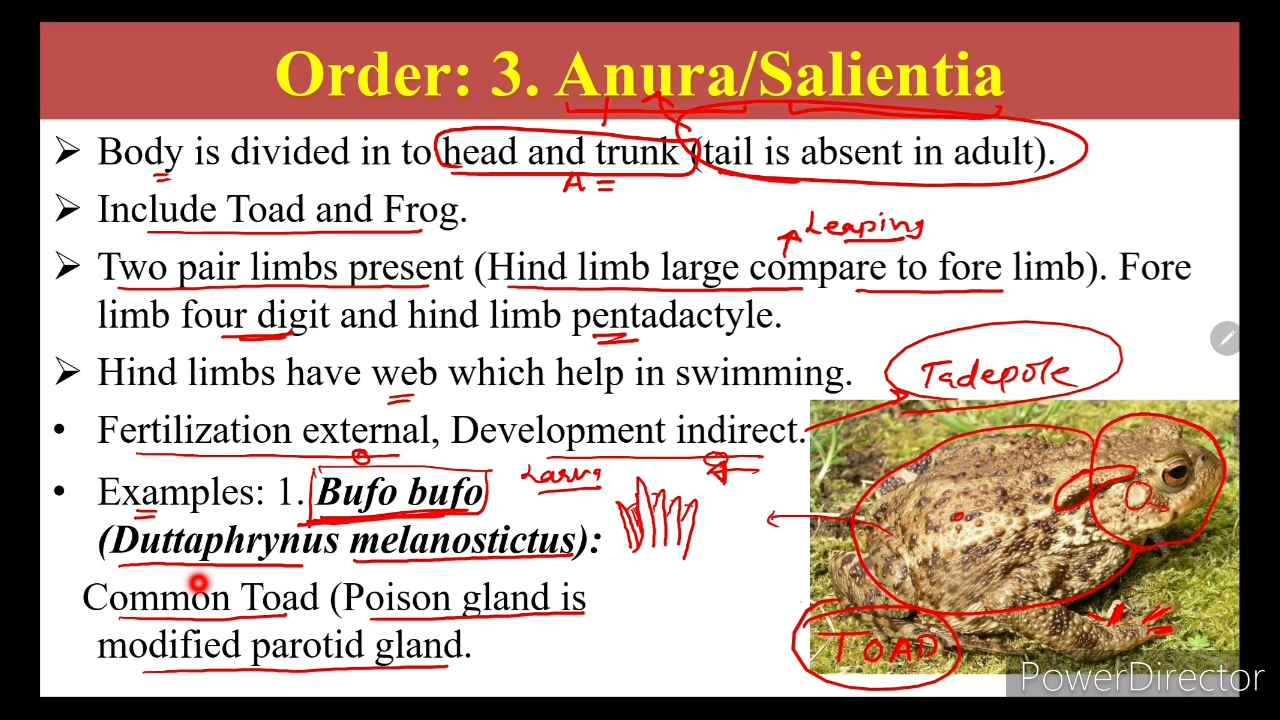 Order: 3. Anura/Salientia
➢ Body is divided in to head and trunk (tail is absent in adult).
A =
➢ Include Toad and Frog.
Leaping
➢ Two pair limbs present (Hind limb large compare to fore limb). Fore
limb four digit and hind limb pentadactyle.
➢ Hind limbs have web which help in swimming.
Tadepole
• Fertilization external, Development indirect.
Larva
• Examples: 1. Bufo bufo
(Duttaphrynus melanostictus):
Common Toad (Poison gland is
modified parotid gland.
TOAD
PowerDirector